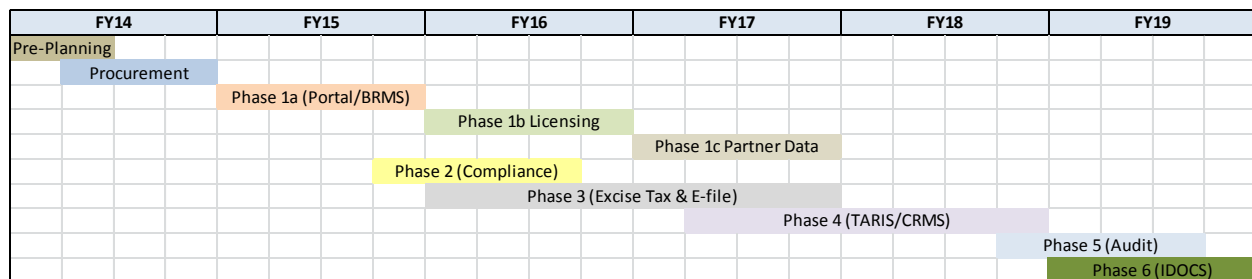 FY14 FY15 FY16 FY17 FY18 FY19
Pre-Planning
Procurement
Phase 1a (Portal/BRMS)
Phase 1b Licensing
Phase 1c Partner Data
Phase 2 (Compliance)
Phase 3 (Excise Tax & E-file)
Phase 4 (TARIS/CRMS)
Phase 5 (Audit)
Phase 6 (IDOCS)